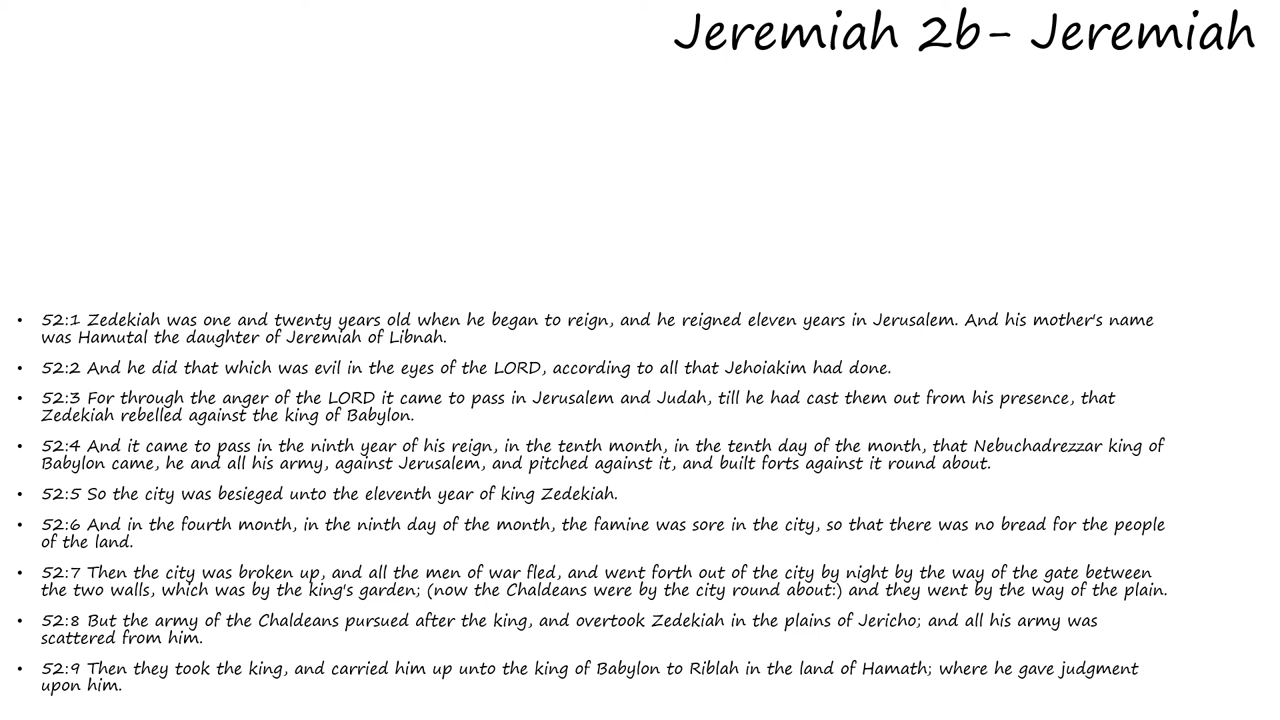 Jeremiah 2b- Jeremiah
• 52:1 Zedekiah was one and twenty years old when he began to reign, and he reigned eleven years in Jerusalem. And his mother's name
was Hamutal the daughter of Jeremiah of Libnah.
• 52:2 And he did that which was evil in the eyes of the LORD, according to all that Jehoiakim had done.
• 52:3 For through the anger of the LORD it came to pass in Jerusalem and Judah, till he had cast them out from his presence, that
Zedekiah rebelled against the king of Babylon.
• 52:4 And it came to pass in the ninth year of his reign, in the tenth month, in the tenth day of the month, that Nebuchadrezzar king of
Babylon came, he and all his army, against Jerusalem, and pitched against it, and built forts against it round about.
• 52:5 So the city was besieged unto the eleventh year of king Zedekiah.
• 52:6 And in the fourth month, in the ninth day of the month, the famine was sore in the city, so that there was no bread for the people
of the land.
• 52:7 Then the city was broken up, and all the men of war fled, and went forth out of the city by night by the way of the gate between
the two walls, which was by the king's garden; (now the Chaldeans were by the city round about:) and they went by the way of the plain.
• 52:8 But the army of the Chaldeans pursued after the king, and overtook Zedekiah in the plains of Jericho; and all his army was
scattered from him.
• 52:9 Then they took the king, and carried him up unto the king of Babylon to Riblah in the land of Hamath; where he gave judgment
upon him.